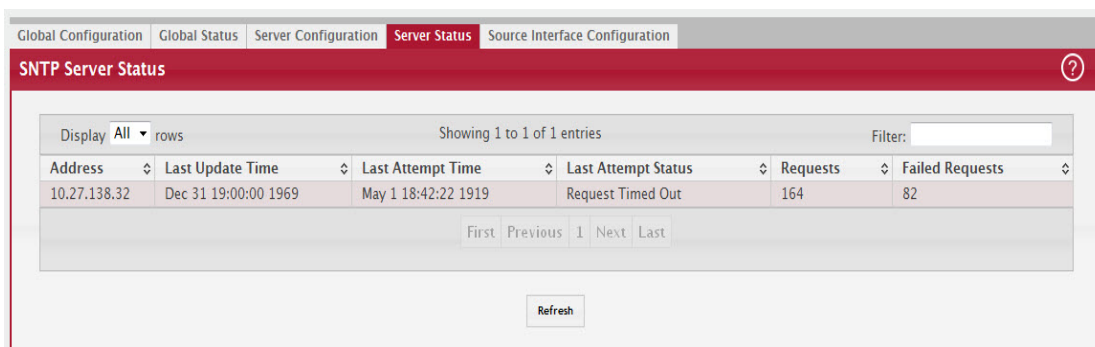 Global Configuration Global Status Server Configuration Server Status Source Interface Configuration
SNTP Server Status ?
Display All rows Showing 1 to 1 of 1 entries Filter:
Address Last Update Time Last Attempt Time Last Attempt Status Requests Failed Requests
10.27.138.32 Dec 31 19:00:00 1969 May 1 18:42:22 1919 Request Timed Out 164 82
First Previous 1 Next Last
Refresh